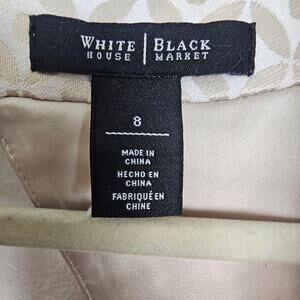 WHITE | BLACK
HOUSE | MARKET
8
MADE IN
CHINA
HECHO EN
CHINA
FABRIQUÉ EN
CHINE